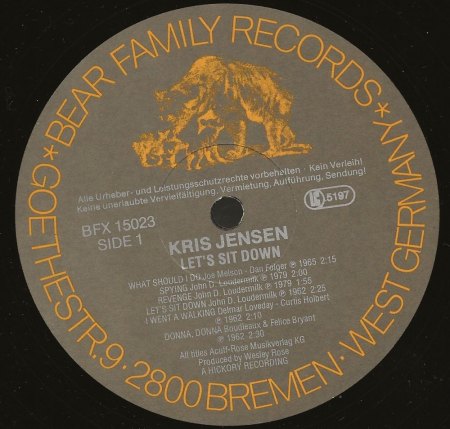 *BEAR FAMILY RECORDS*
GOETHESTR.9·2800 BREMEN·WEST GERMANY*
Alle Urheber- und Leistungsschutzrechte vorbehalten · Kein Verleih!
Keine unerlaubte Vervielfältigung, Vermietung, Aufführung, Sendung!
LC 5197
BFX 15023
SIDE 1
KRIS JENSEN
LET'S SIT DOWN
WHAT SHOULD I DO Joe Melson - Dan Folger ℗ 1965 2:15
SPYING John D. Loudermilk ℗ 1979 2:00
REVENGE John D. Loudermilk ℗ 1979 1:55
LET'S SIT DOWN John D. Loudermilk ℗ 1962 2:25
I WENT A WALKING Delmar Loveday - Curtis Holbert
℗ 1962 2:10
DONNA, DONNA Boudleaux & Felice Bryant
℗ 1962 2:30
All titles Acuff-Rose Musikverlag KG
Produced by Wesley Rose
A HICKORY RECORDING